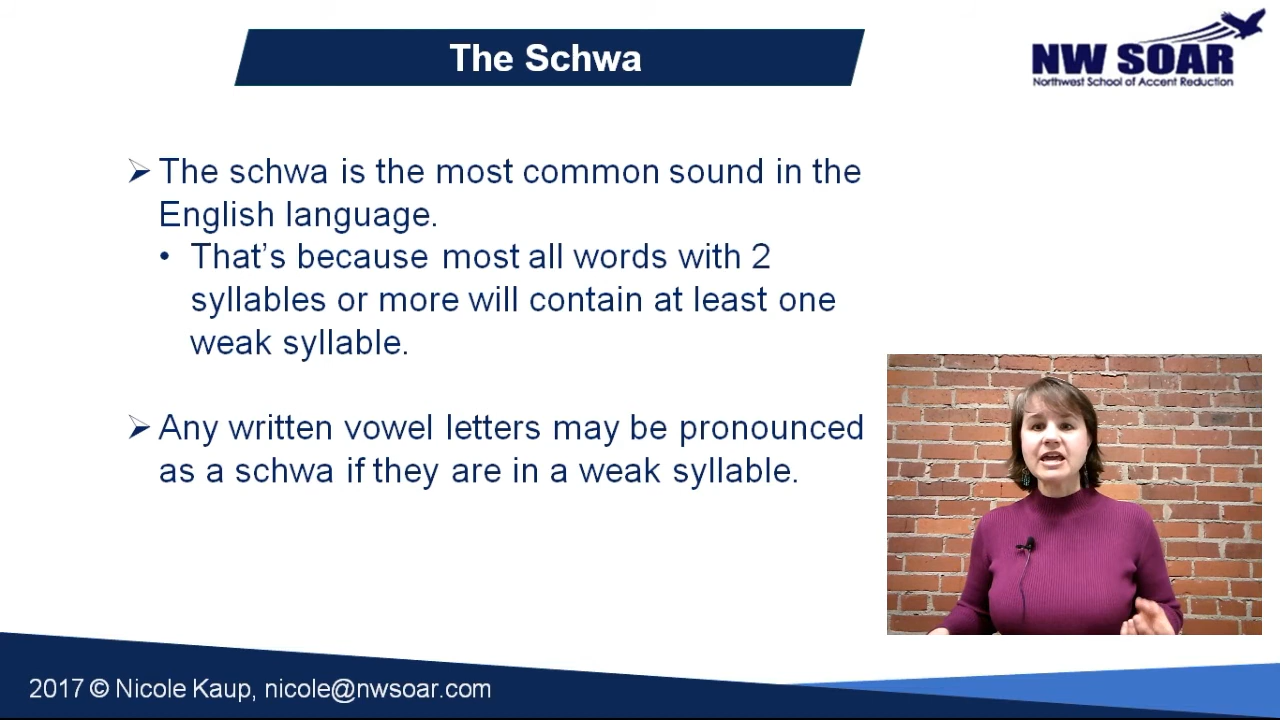 The Schwa
NW SOAR
Northwest School of Accent Reduction
➢ The schwa is the most common sound in the
English language.
• That’s because most all words with 2
syllables or more will contain at least one
weak syllable.
➢ Any written vowel letters may be pronounced
as a schwa if they are in a weak syllable.
2017 © Nicole Kaup, nicole@nwsoar.com